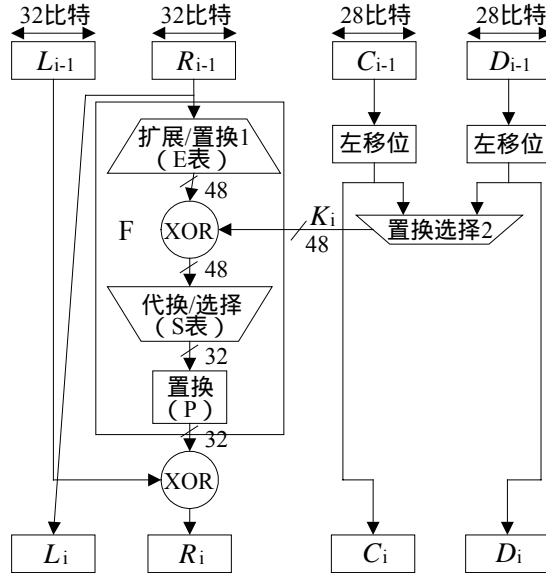 32比特 32比特 28比特 28比特
Li-1 Ri-1 Ci-1 Di-1
扩展/置换1
（E表）
左移位 左移位
48
F XOR Ki
48
置换选择2
48
代换/选择
（S表）
32
置换
（P）
32
XOR
Li Ri Ci Di